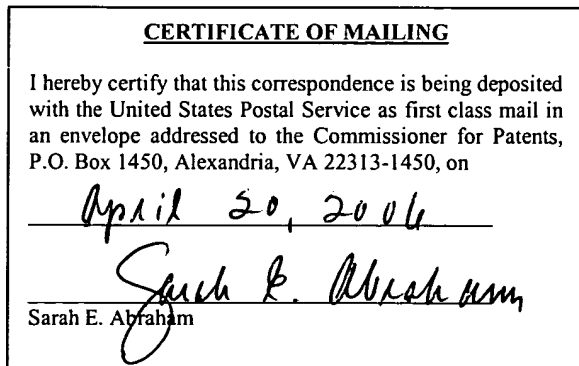 CERTIFICATE OF MAILING
I hereby certify that this correspondence is being deposited
with the United States Postal Service as first class mail in
an envelope addressed to the Commissioner for Patents,
P.O. Box 1450, Alexandria, VA 22313-1450, on
April 20, 2006
Sarah E. Abraham
Sarah E. Abraham